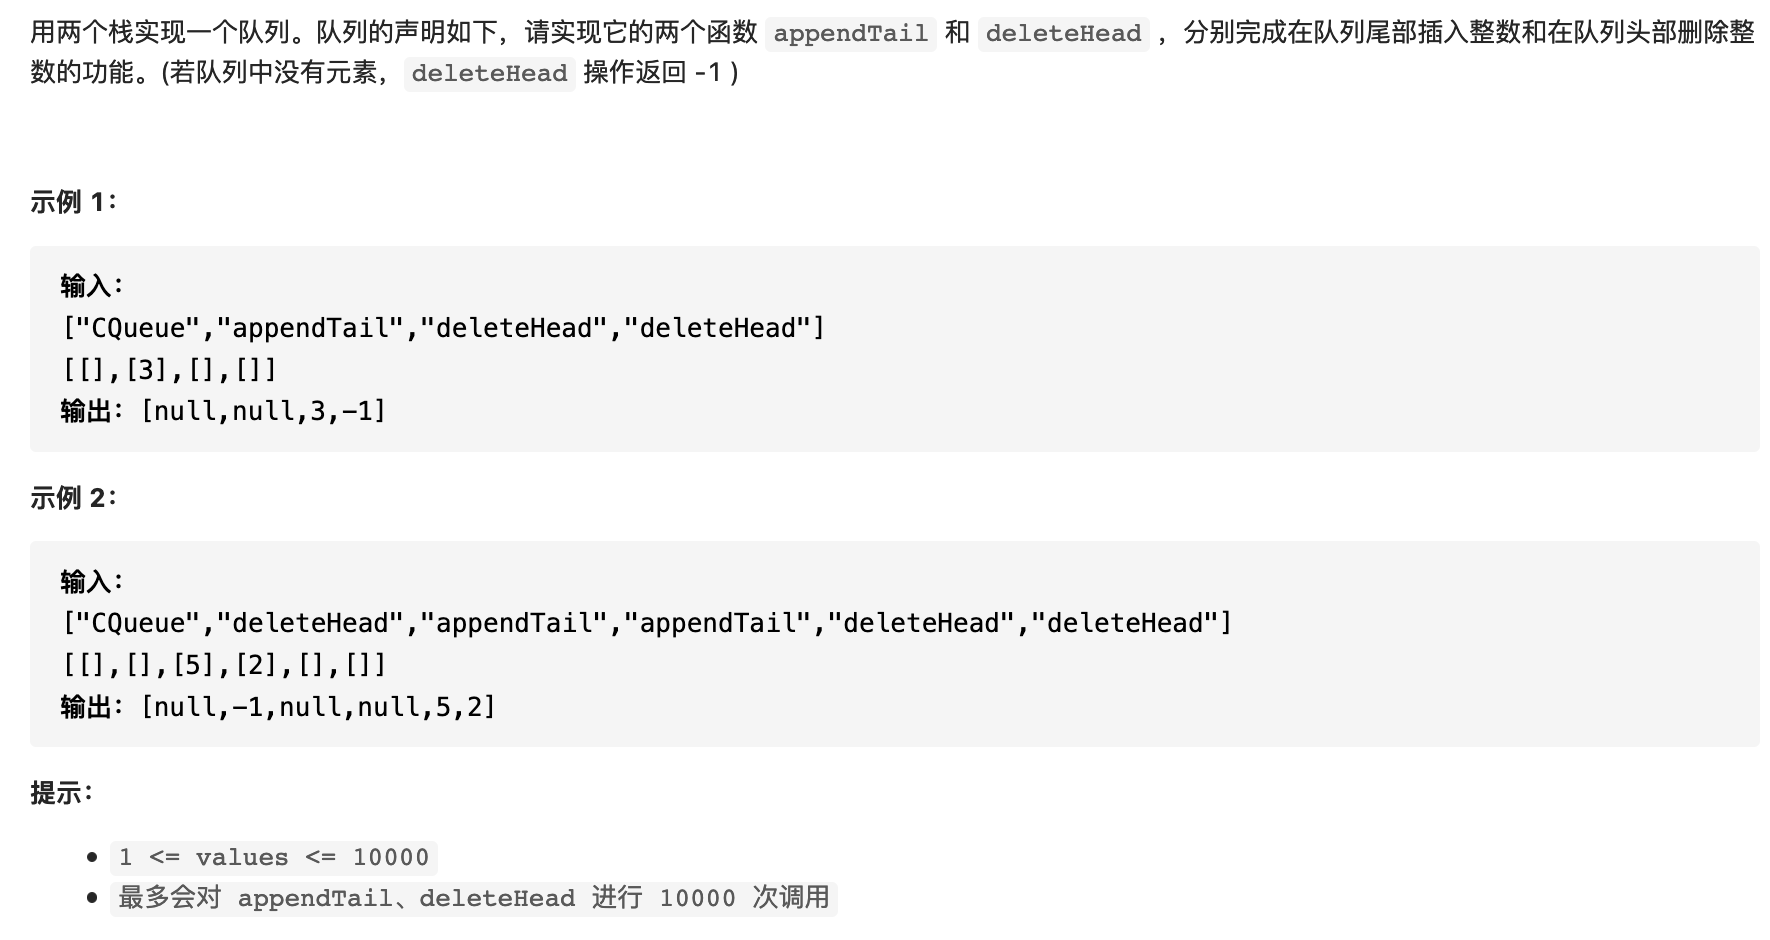 用两个栈实现一个队列。队列的声明如下，请实现它的两个函数 appendTail 和 deleteHead ，分别完成在队列尾部插入整数和在队列头部删除整
数的功能。(若队列中没有元素，deleteHead 操作返回 -1 )
示例 1：
输入：
["CQueue","appendTail","deleteHead","deleteHead"]
[[],[3],[],[]]
输出：[null,null,3,-1]
示例 2：
输入：
["CQueue","deleteHead","appendTail","appendTail","deleteHead","deleteHead"]
[[],[],[5],[2],[],[]]
输出：[null,-1,null,null,5,2]
提示：
1 <= values <= 10000
最多会对 appendTail、deleteHead 进行 10000 次调用